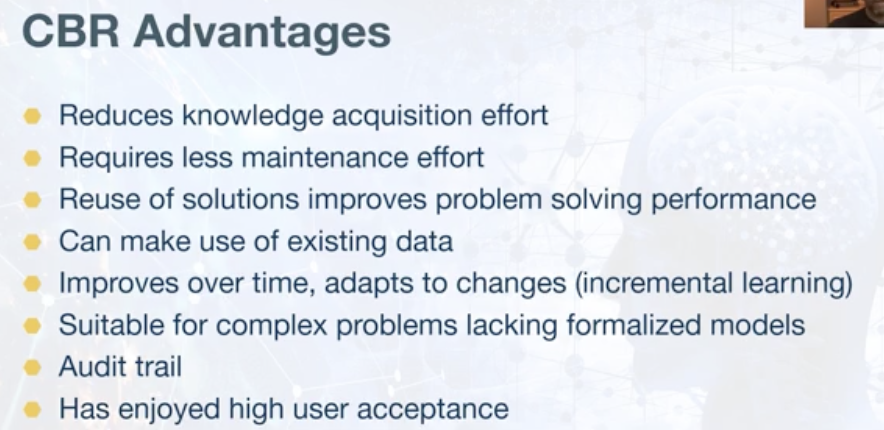 CBR Advantages
Reduces knowledge acquisition effort
Requires less maintenance effort
Reuse of solutions improves problem solving performance
Can make use of existing data
Improves over time, adapts to changes (incremental learning)
Suitable for complex problems lacking formalized models
Audit trail
Has enjoyed high user acceptance